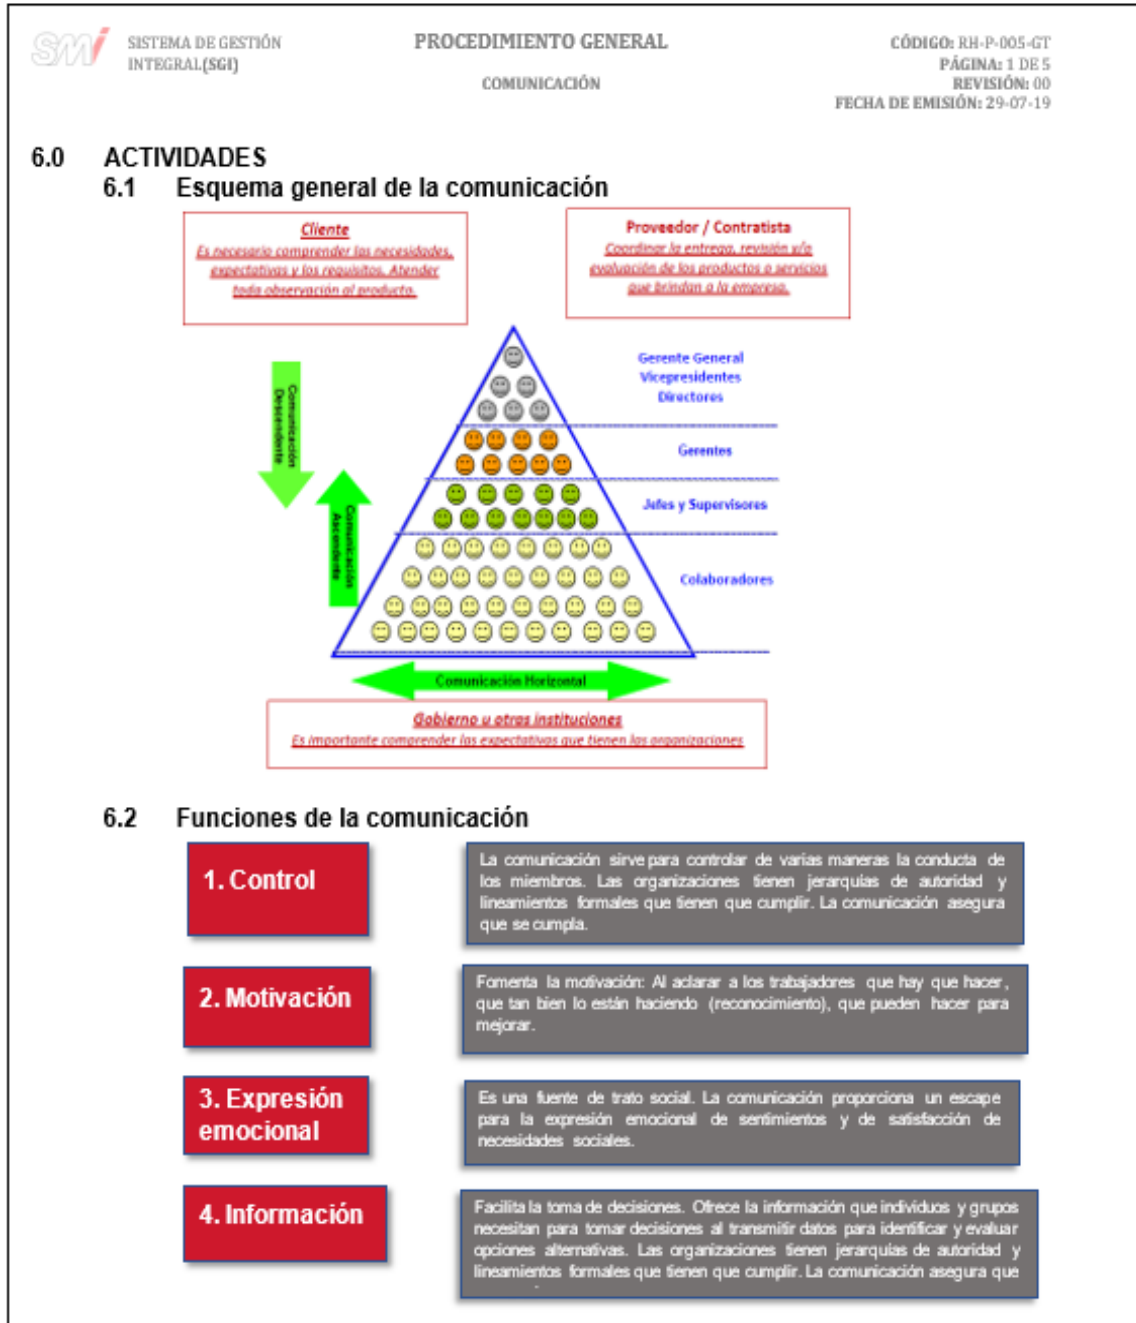 SMi
SISTEMA DE GESTIÓN
INTEGRAL(SGI)
PROCEDIMIENTO GENERAL
COMUNICACIÓN
CÓDIGO: RH-P-005-GT
PÁGINA: 1 DE 5
REVISIÓN: 00
FECHA DE EMISIÓN: 29-07-19
6.0 ACTIVIDADES
6.1 Esquema general de la comunicación
Cliente
Es necesario comprender las necesidades,
expectativas y los requisitos. Atender
toda observación al producto.
Proveedor / Contratista
Coordinar la entrega, revisión y/o
evaluación de los productos o servicios
que brindan a la empresa.
Comunicación
Descendente
Comunicación
Ascendente
Gerente General
Vicepresidentes
Directores
Gerentes
Jefes y Supervisores
Colaboradores
Comunicación Horizontal
Gobierno u otras instituciones
Es importante comprender las expectativas que tienen las organizaciones
6.2 Funciones de la comunicación
1. Control
La comunicación sirve para controlar de varias maneras la conducta de
los miembros. Las organizaciones tienen jerarquías de autoridad y
lineamientos formales que tienen que cumplir. La comunicación asegura
que se cumpla.
2. Motivación
Fomenta la motivación: Al aclarar a los trabajadores que hay que hacer,
que tan bien lo están haciendo (reconocimiento), que pueden hacer para
mejorar.
3. Expresión
emocional
Es una fuente de trato social. La comunicación proporciona un escape
para la expresión emocional de sentimientos y de satisfacción de
necesidades sociales.
4. Información
Facilita la toma de decisiones. Ofrece la información que individuos y grupos
necesitan para tomar decisiones al transmitir datos para identificar y evaluar
opciones alternativas. Las organizaciones tienen jerarquías de autoridad y
lineamientos formales que tienen que cumplir. La comunicación asegura que